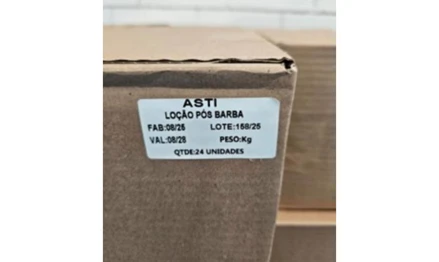 ASTI
LOÇÃO PÓS BARBA
FAB:08/25 LOTE:158/25
VAL:08/28 PESO:Kg
QTDE:24 UNIDADES